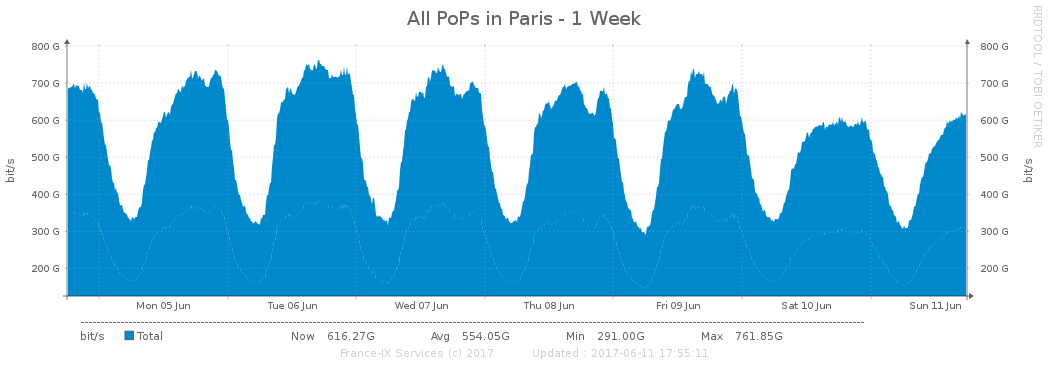 All PoPs in Paris - 1 Week
RRDTOOL / TOBI OETIKER
800 G 800 G
700 G 700 G
600 G 600 G
500 G 500 G
bit/s bit/s
400 G 400 G
300 G 300 G
200 G 200 G
Mon 05 Jun Tue 06 Jun Wed 07 Jun Thu 08 Jun Fri 09 Jun Sat 10 Jun Sun 11 Jun
bit/s Total Now 616.27G Avg 554.05G Min 291.00G Max 761.85G
France-IX Services (c) 2017 Updated : 2017-06-11 17:55:11